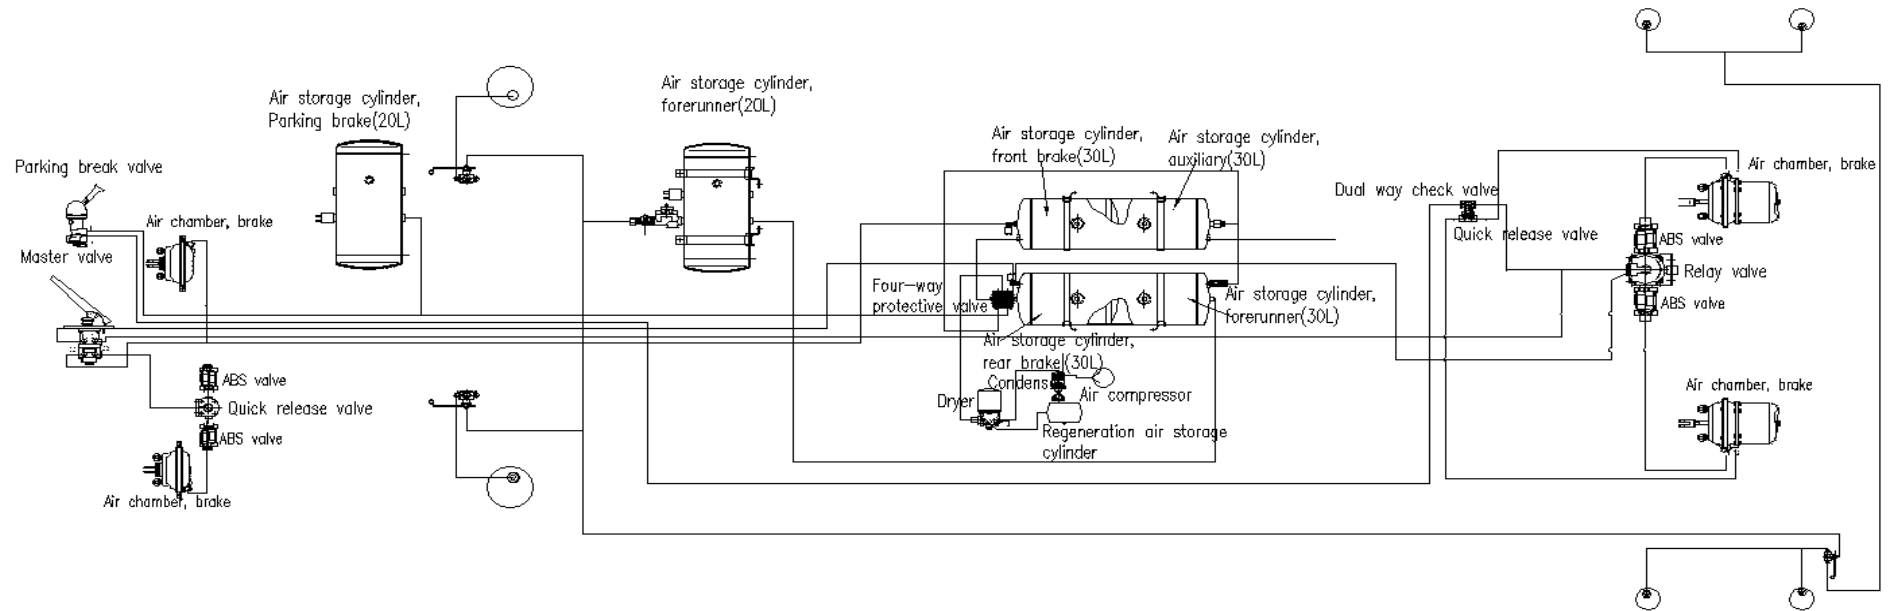 Air storage cylinder,
forerunner(20L)
Air storage cylinder,
Parking brake(20L)
Air storage cylinder,
front brake(30L)
Air storage cylinder,
auxiliary(30L)
Parking break valve
Air chamber, brake
Dual way check valve
Air chamber, brake
Quick release valve
ABS valve
Master valve
Relay valve
Four-way
protective valve
Air storage cylinder,
forerunner(30L)
ABS valve
Air storage cylinder,
rear brake(30L)
Condens
Dryer
Air compressor
Regeneration air storage
cylinder
ABS valve
Quick release valve
ABS valve
Air chamber, brake
Air chamber, brake